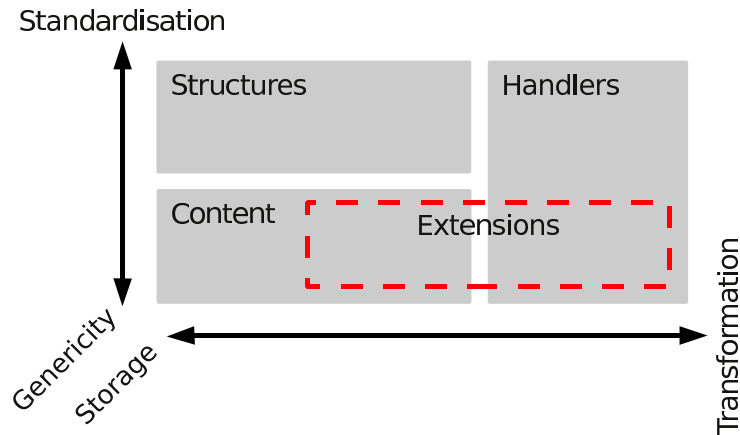 Standardisation
Structures
Handlers
Content
Extensions
Genericity
Storage
Transformation